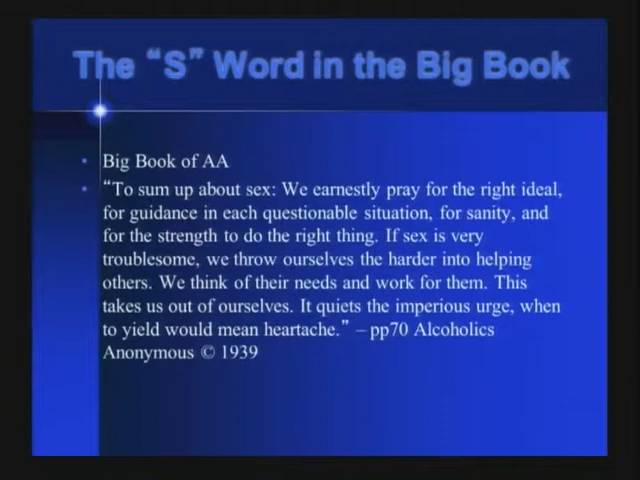 The “S” Word in the Big Book
• Big Book of AA
• “To sum up about sex: We earnestly pray for the right ideal,
for guidance in each questionable situation, for sanity, and
for the strength to do the right thing. If sex is very
troublesome, we throw ourselves the harder into helping
others. We think of their needs and work for them. This
takes us out of ourselves. It quiets the imperious urge, when
to yield would mean heartache.” – pp70 Alcoholics
Anonymous © 1939